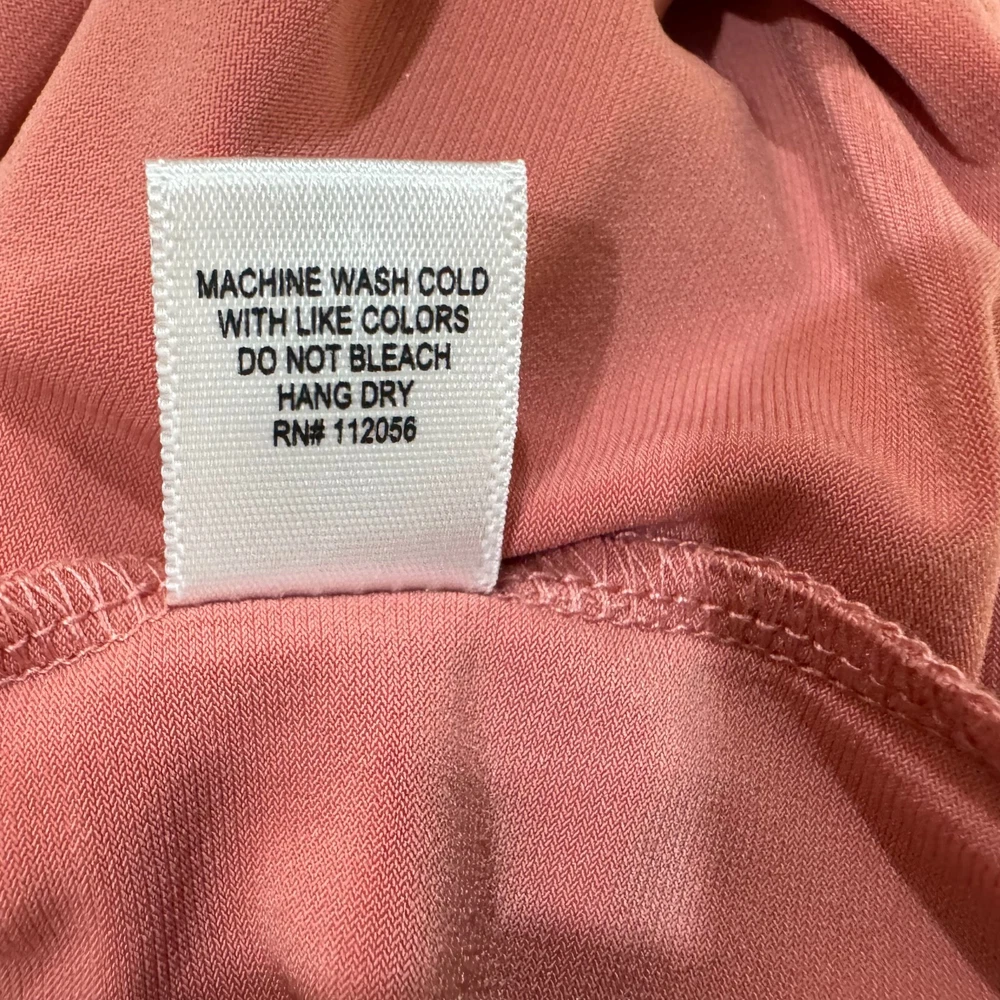 MACHINE WASH COLD
WITH LIKE COLORS
DO NOT BLEACH
HANG DRY
RN# 112056